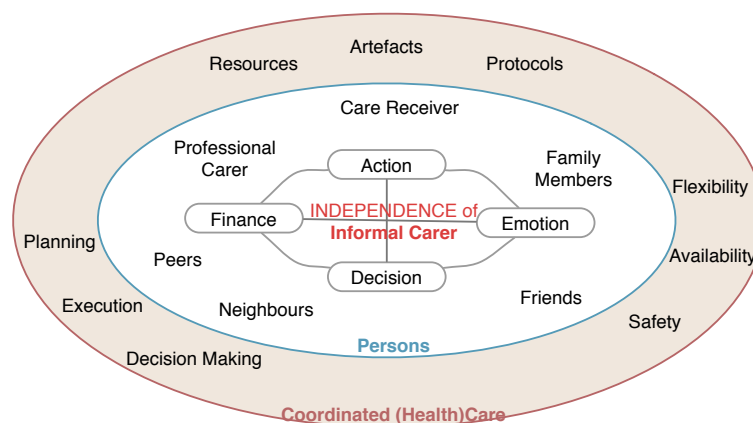 Artefacts
Resources
Protocols
Care Receiver
Professional
Carer
Action
Family
Members
Flexibility
INDEPENDENCE of
Informal Carer
Finance
Emotion
Planning
Peers
Availability
Decision
Execution
Neighbours
Friends
Safety
Persons
Decision Making
Coordinated (Health)Care